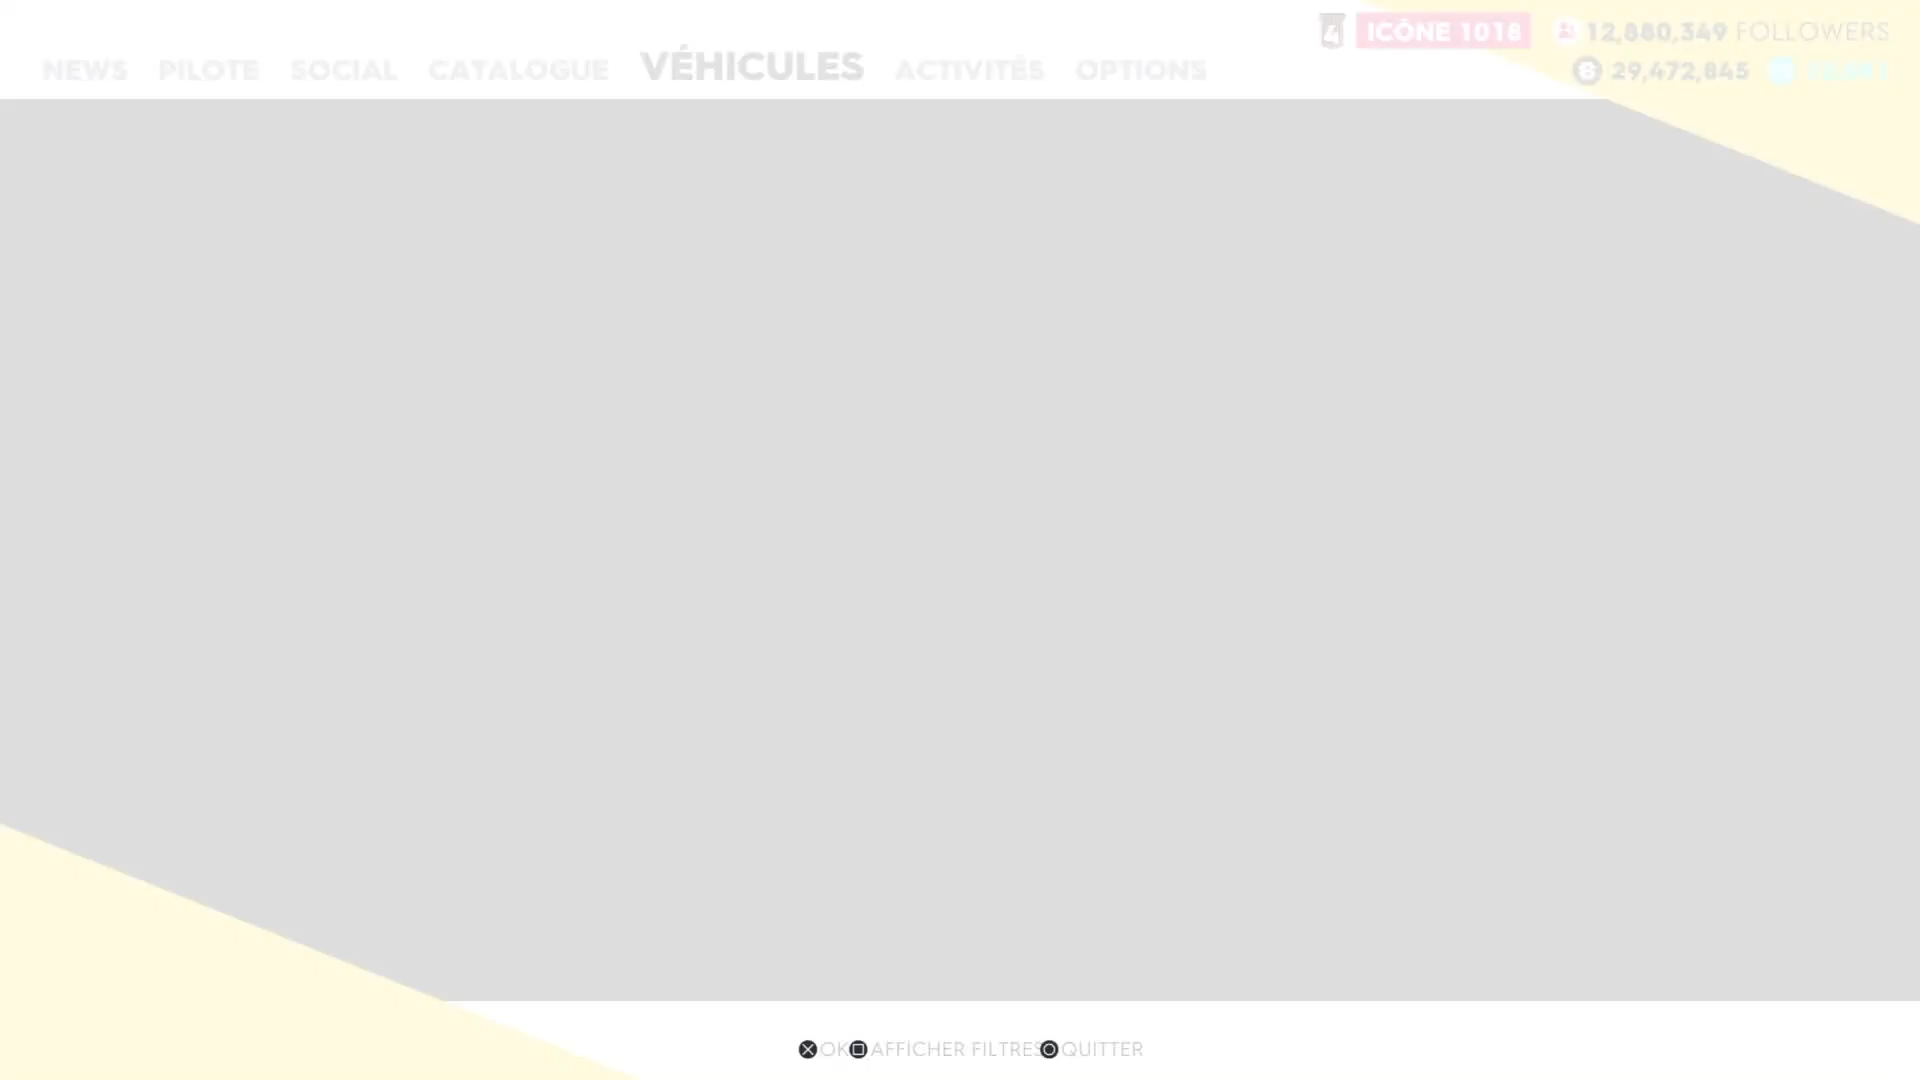 4 ICÔNE 1018 12,880,349 FOLLOWERS
NEWS PILOTE SOCIAL CATALOGUE VÉHICULES ACTIVITÉS OPTIONS 29,472,845
OK AFFICHER FILTRES QUITTER